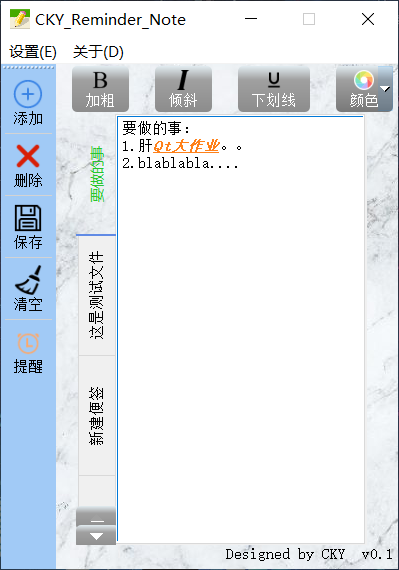 CKY_Reminder_Note
设置(E) 关于(D)
添加
删除
保存
清空
提醒
B 加粗
I 倾斜
U 下划线
颜色
要做的事
这是测试文件
新建便签
要做的事：
1.肝Qt大作业。。
2.blablabla....
Designed by CKY v0.1